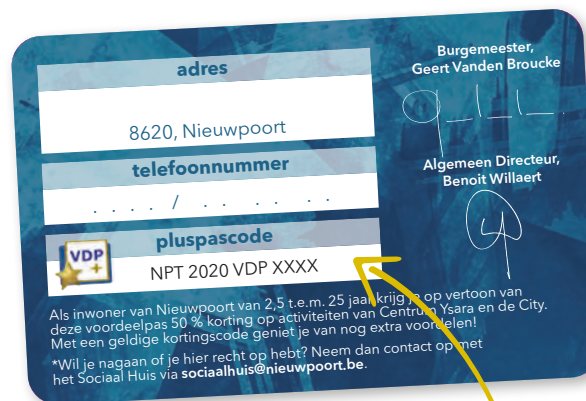 adres
8620, Nieuwpoort
telefoonnummer
. . . . / . . . . . .
pluspascode
VDP
NPT 2020 VDP XXXX
Burgemeester,
Geert Vanden Broucke
Algemeen Directeur,
Benoit Willaert
Als inwoner van Nieuwpoort van 2,5 t.e.m. 25 jaar krijg je op vertoon van
deze voordeelpas 50 % korting op activiteiten van Centrum Ysara en de City.
Met een geldige kortingscode geniet je van nog extra voordelen!
*Wil je nagaan of je hier recht op hebt? Neem dan contact op met
het Sociaal Huis via sociaalhuis@nieuwpoort.be.